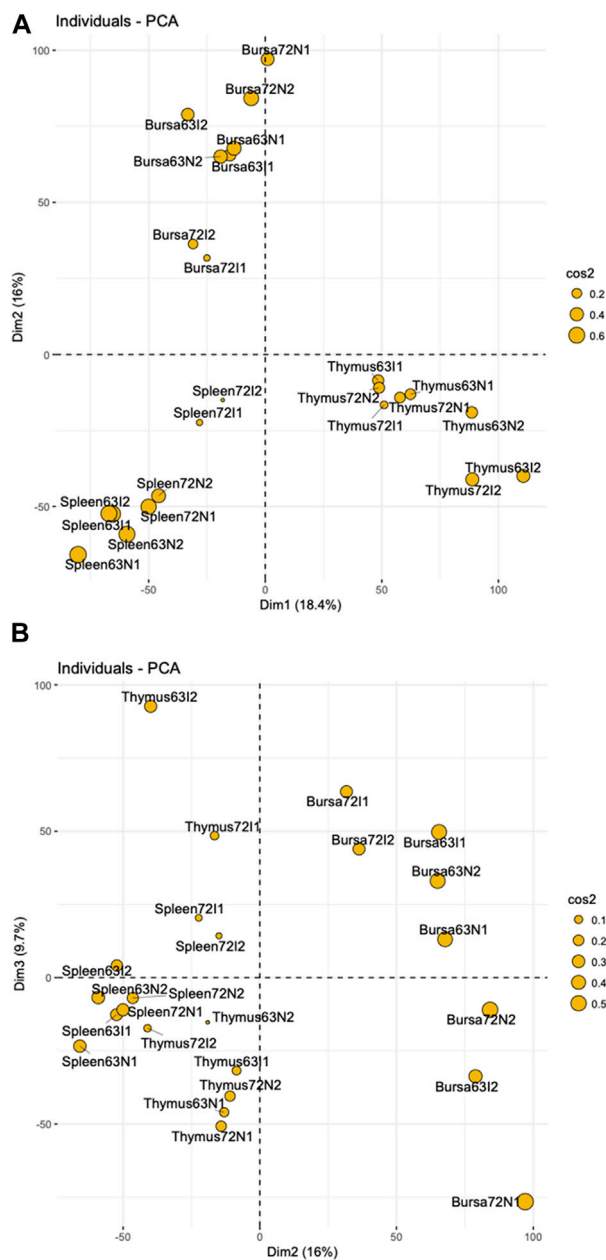 A
Individuals - PCA
100
Bursa72N1
Bursa72N2
Bursa63I2
Bursa63N1
Bursa63N2
Bursa63I1
50
Bursa72I2
Bursa72I1
Dim2 (16%)
cos2
0.2
0.4
0.6
0
Thymus63I1
Spleen72I2
Thymus72N2
Thymus63N1
Spleen72I1
Thymus72N1
Thymus72I1
Thymus63N2
Thymus63I2
Thymus72I2
Spleen72N2
Spleen63I2
-50
Spleen63I1
Spleen72N1
Spleen63N2
Spleen63N1
-50
0
50
100
Dim1 (18.4%)
B
Individuals - PCA
100
Thymus63I2
Bursa72I1
Thymus72I1
50
Bursa72I2
Bursa63I1
Bursa63N2
Spleen72I1
Bursa63N1
Spleen72I2
Dim3 (9.7%)
cos2
0.1
0.2
0.3
0.4
0.5
Spleen63I2
0
Spleen63N2
Spleen72N2
Spleen72N1
Thymus63N2
Bursa72N2
Spleen63I1
Thymus72I2
Spleen63N1
Thymus63I1
Bursa63I2
Thymus72N2
Thymus63N1
-50
Thymus72N1
Bursa72N1
-50
0
50
100
Dim2 (16%)